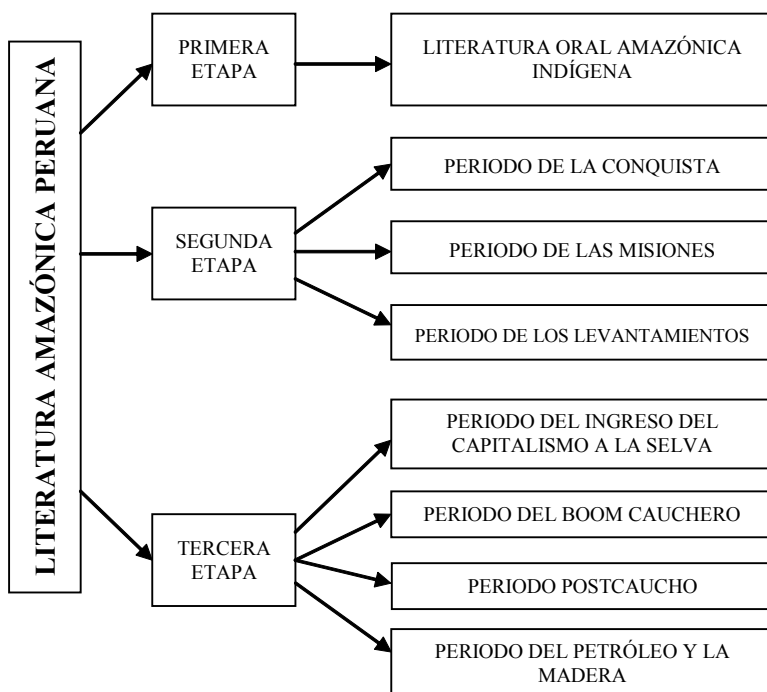 LITERATURA AMAZÓNICA PERUANA
PRIMERA
ETAPA
LITERATURA ORAL AMAZÓNICA
INDÍGENA
SEGUNDA
ETAPA
PERIODO DE LA CONQUISTA
PERIODO DE LAS MISIONES
PERIODO DE LOS LEVANTAMIENTOS
TERCERA
ETAPA
PERIODO DEL INGRESO DEL
CAPITALISMO A LA SELVA
PERIODO DEL BOOM CAUCHERO
PERIODO POSTCAUCHO
PERIODO DEL PETRÓLEO Y LA
MADERA